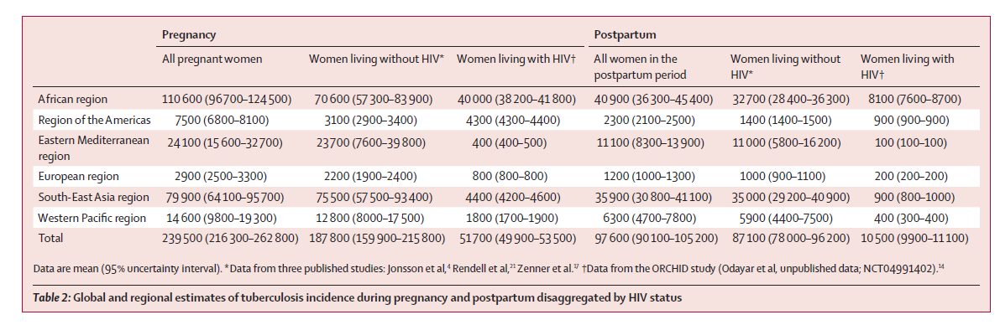 Pregnancy Postpartum
All pregnant women Women living without HIV* Women living with HIV† All women in the postpartum period Women living without HIV* Women living with HIV†
African region 110 600 (96 700–124 500) 70 600 (57 300–83 900) 40 000 (38 200–41 800) 40 900 (36 300–45 400) 32 700 (28 400–36 300) 8100 (7600–8700)
Region of the Americas 7500 (6800–8100) 3100 (2900–3400) 4300 (4300–4400) 2300 (2100–2500) 1400 (1400–1500) 900 (900–900)
Eastern Mediterranean region 24 100 (15 600–32 700) 23 700 (7600–39 800) 400 (400–500) 11 100 (8300–13 900) 11 000 (5800–16 200) 100 (100–100)
European region 2900 (2500–3300) 2200 (1900–2400) 800 (800–800) 1200 (1000–1300) 1000 (900–1100) 200 (200–200)
South-East Asia region 79 900 (64 100–95 700) 75 500 (57 500–93 400) 4400 (4200–4600) 35 900 (30 800–41 100) 35 000 (29 200–40 900) 900 (800–1000)
Western Pacific region 14 600 (9800–19 300) 12 800 (8000–17 500) 1800 (1700–1900) 6300 (4700–7800) 5900 (4400–7500) 400 (300–400)
Total 239 500 (216 300–262 800) 187 800 (159 900–215 800) 51 700 (49 900–53 500) 97 600 (90 100–105 200) 87 100 (78 000–96 200) 10 500 (9900–11 100)
Data are mean (95% uncertainty interval). *Data from three published studies: Jonsson et al,⁴ Rendell et al,²¹ Zenner et al.¹⁷ †Data from the ORCHID study (Odayar et al, unpublished data; NCT04991402).¹⁴
Table 2: Global and regional estimates of tuberculosis incidence during pregnancy and postpartum disaggregated by HIV status